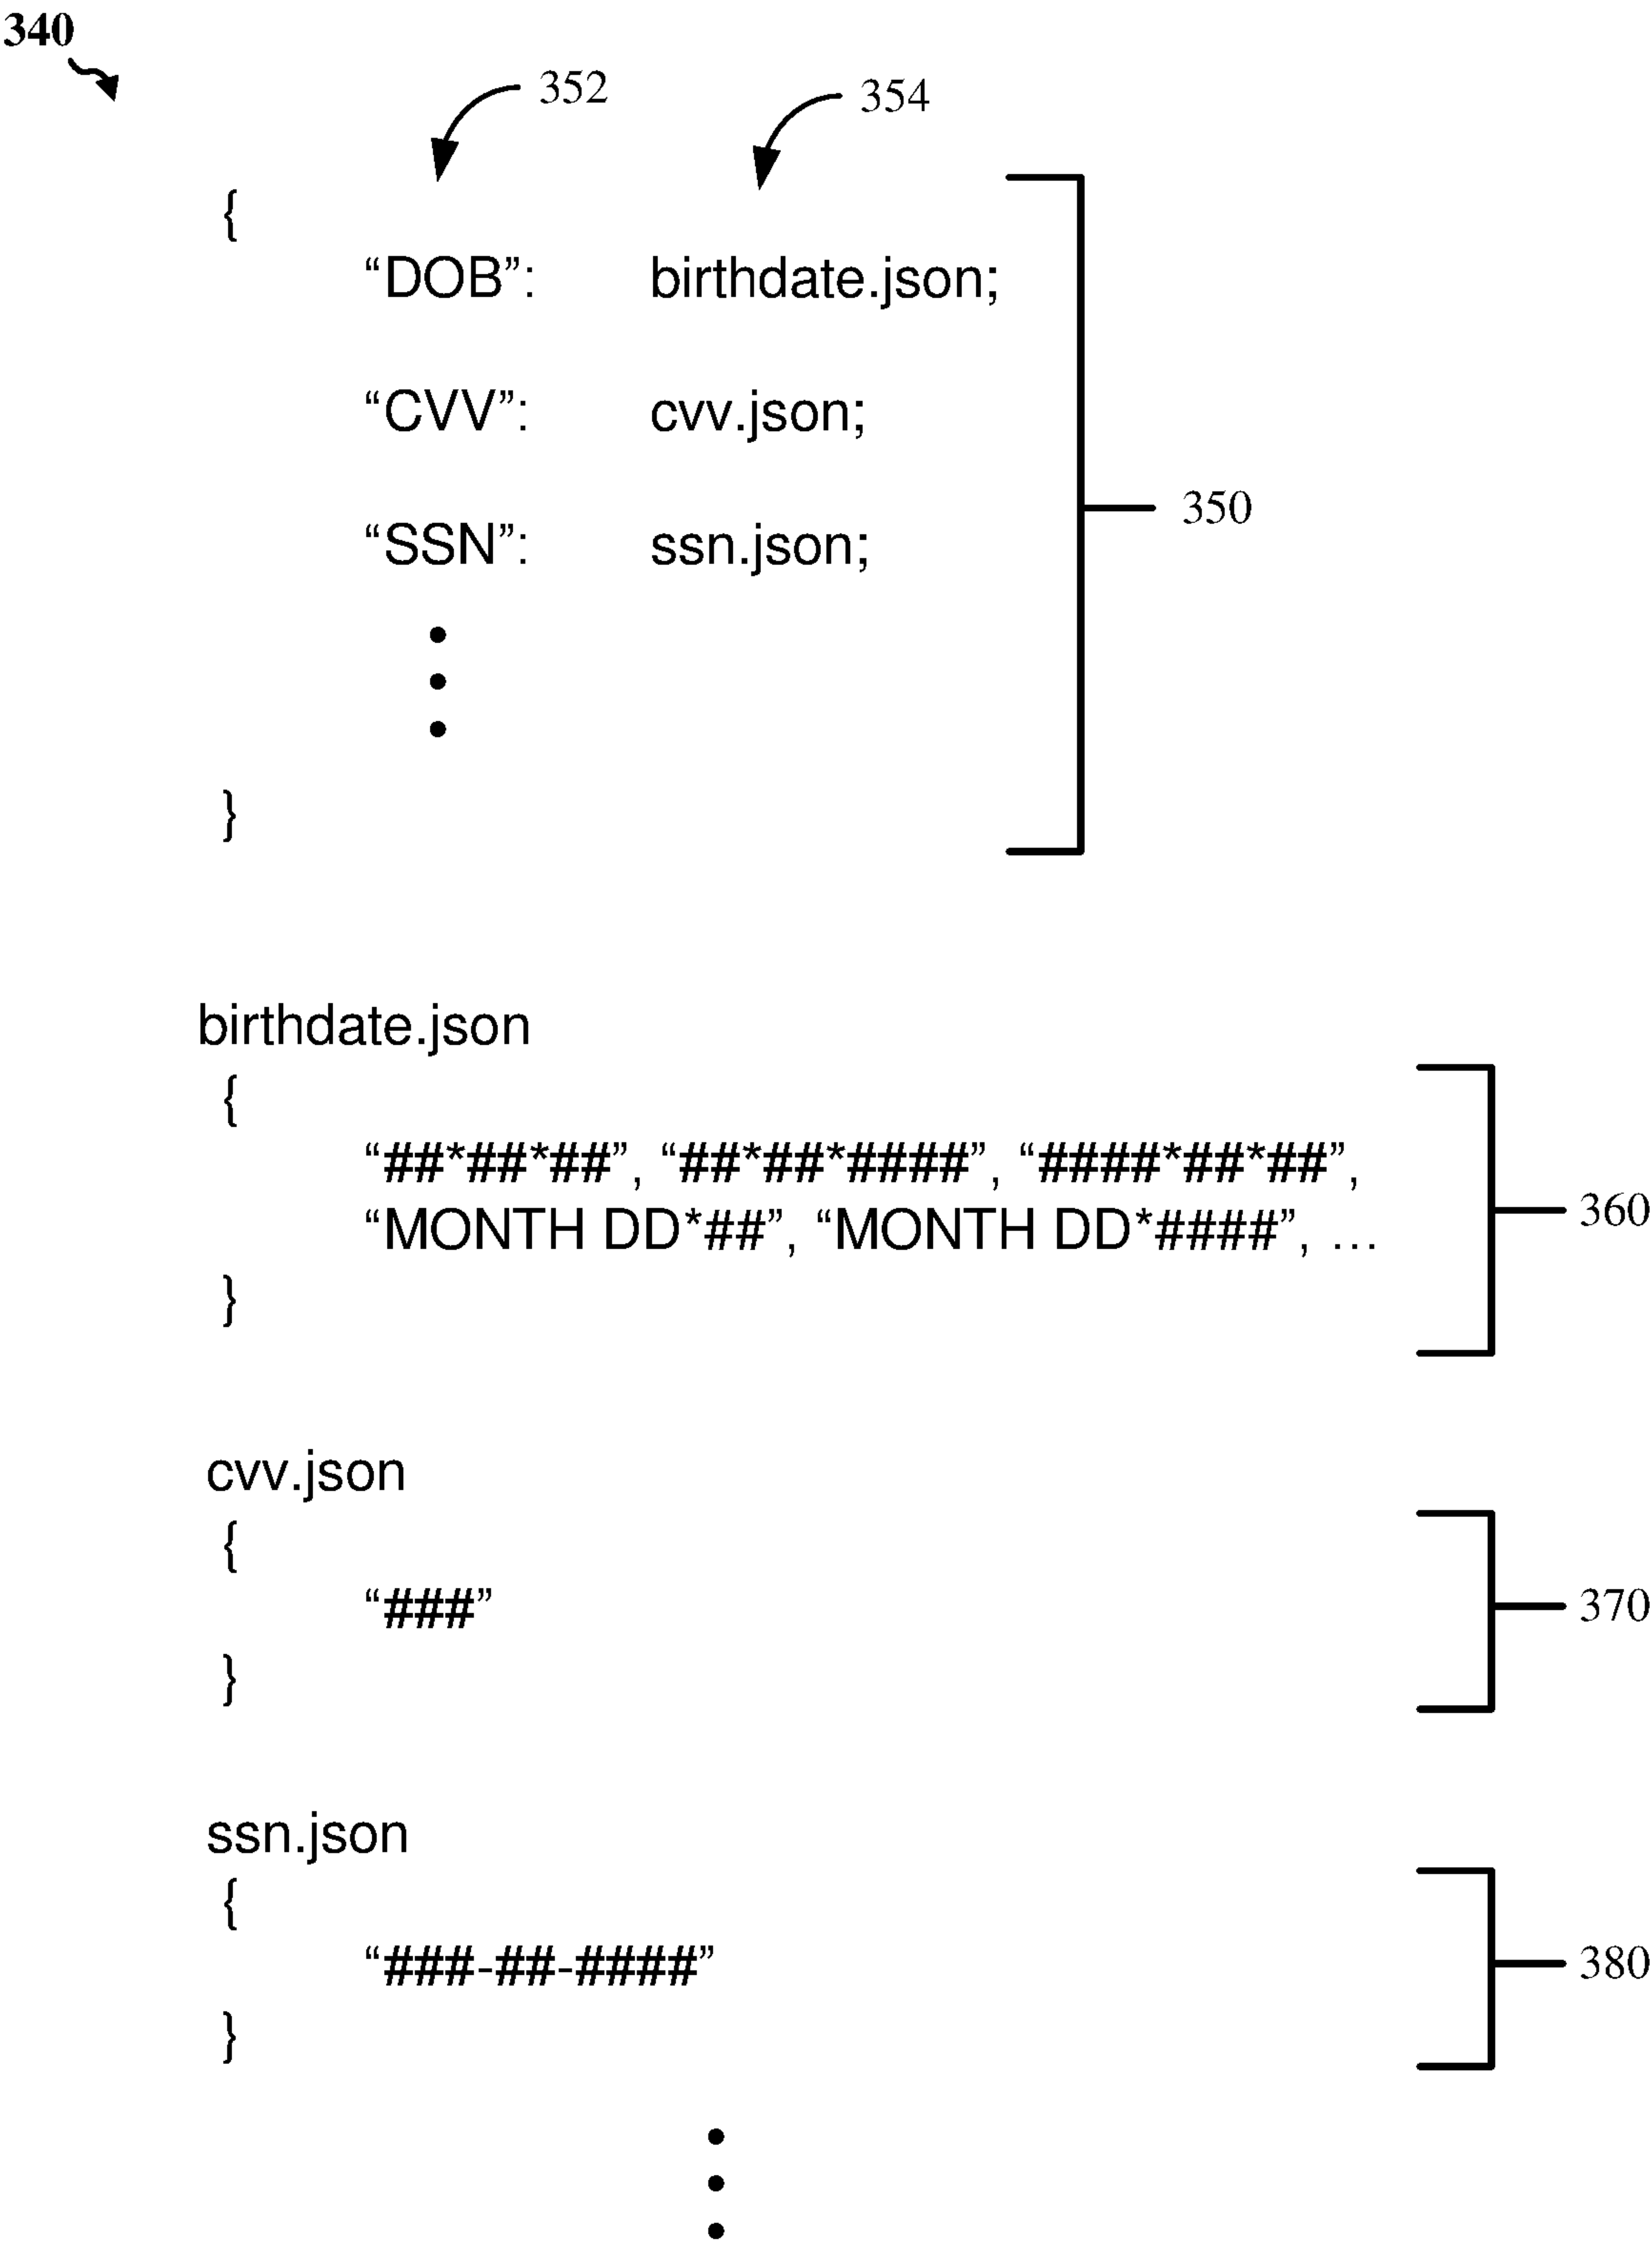 340
352
354
{
“DOB”: birthdate.json;
“CVV”: cvv.json;
“SSN”: ssn.json;
350
}
birthdate.json
{
“##*##*##”, “##*##*####”, “####*##*##”,
“MONTH DD*##”, “MONTH DD*####”, …
360
}
cvv.json
{
“###”
370
}
ssn.json
{
“###-##-####”
380
}